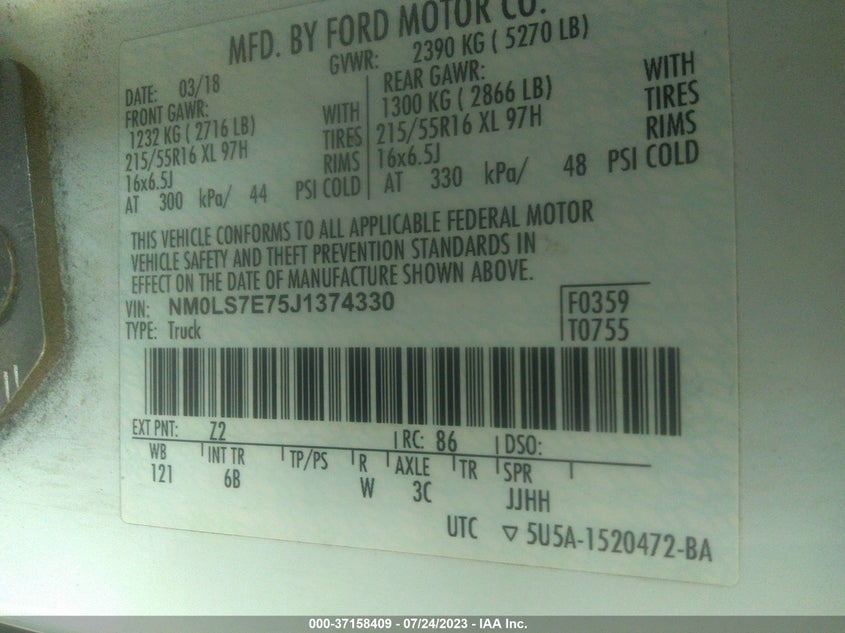 MFD. BY FORD MOTOR CO.
DATE: 03/18 GVWR: 2390 KG ( 5270 LB)
FRONT GAWR: WITH
1232 KG ( 2716 LB) TIRES
215/55R16 XL 97H RIMS
16x6.5J
AT 300 kPa/ 44 PSI COLD
REAR GAWR: WITH
1300 KG ( 2866 LB) TIRES
215/55R16 XL 97H RIMS
16x6.5J
AT 330 kPa/ 48 PSI COLD
THIS VEHICLE CONFORMS TO ALL APPLICABLE FEDERAL MOTOR
VEHICLE SAFETY AND THEFT PREVENTION STANDARDS IN
EFFECT ON THE DATE OF MANUFACTURE SHOWN ABOVE.
VIN: NM0LS7E75J1374330 F0359
TYPE: Truck T0755
EXT PNT: Z2 RC: 86 DSO:
WB INT TR TP/PS R AXLE TR SPR
121 6B W 3C JJHH
UTC ▽ 5U5A-1520472-BA
000-37158409 - 07/24/2023 - IAA Inc.